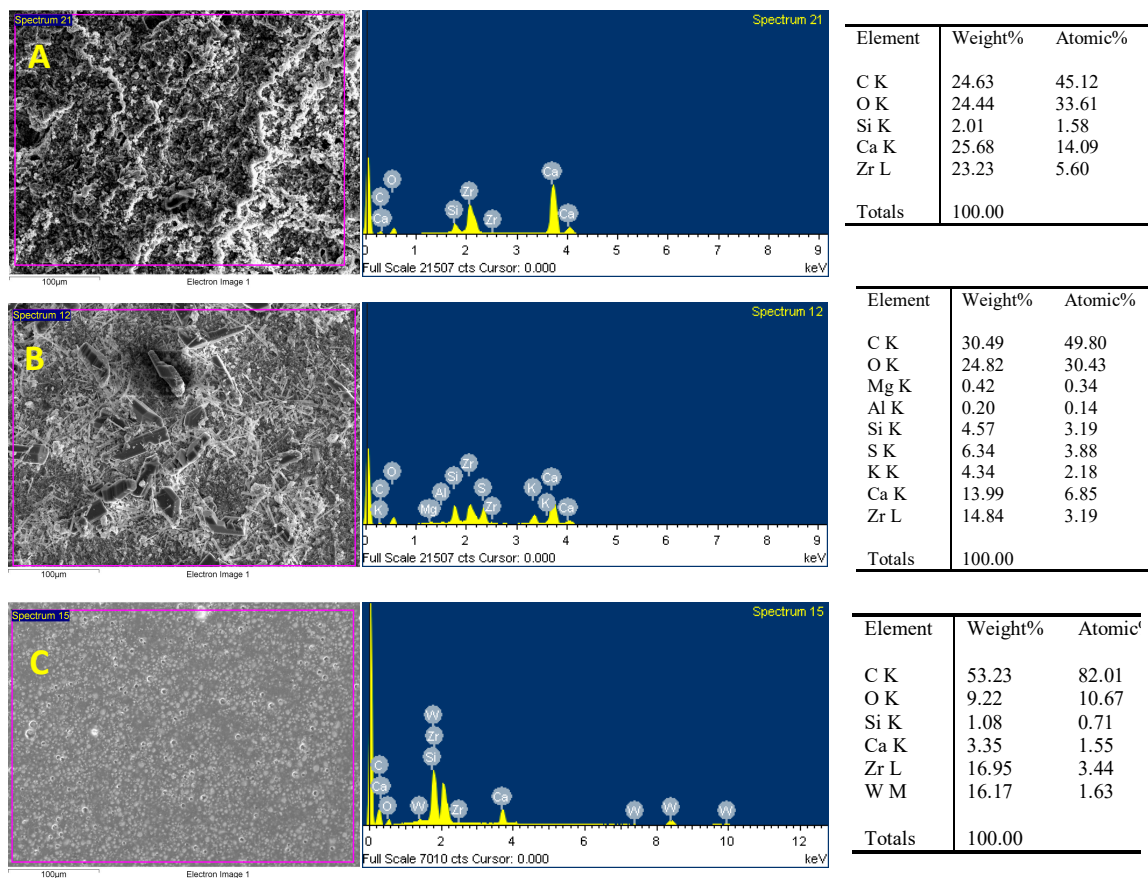 Spectrum 21
A
100µm Electron Image 1
Spectrum 21
C
Ca
O
Si
Zr
Zr
Ca
Ca
0 1 2 3 4 5 6 7 8 9
Full Scale 21507 cts Cursor: 0.000 keV
Element Weight% Atomic%
C K 24.63 45.12
O K 24.44 33.61
Si K 2.01 1.58
Ca K 25.68 14.09
Zr L 23.23 5.60
Totals 100.00
Spectrum 12
B
100µm Electron Image 1
Spectrum 12
C
K
O
Mg
Al
Si
Zr
S
Zr
K
K
Ca
Ca
0 1 2 3 4 5 6 7 8 9
Full Scale 21507 cts Cursor: 0.000 keV
Element Weight% Atomic%
C K 30.49 49.80
O K 24.82 30.43
Mg K 0.42 0.34
Al K 0.20 0.14
Si K 4.57 3.19
S K 6.34 3.88
K K 4.34 2.18
Ca K 13.99 6.85
Zr L 14.84 3.19
Totals 100.00
Spectrum 15
C
100µm Electron Image 1
Spectrum 15
C
Ca
O
W
W
Zr
Si
Zr
Ca
W
W
W
0 2 4 6 8 10 12
Full Scale 7010 cts Cursor: 0.000 keV
Element Weight% Atomic
C K 53.23 82.01
O K 9.22 10.67
Si K 1.08 0.71
Ca K 3.35 1.55
Zr L 16.95 3.44
W M 16.17 1.63
Totals 100.00